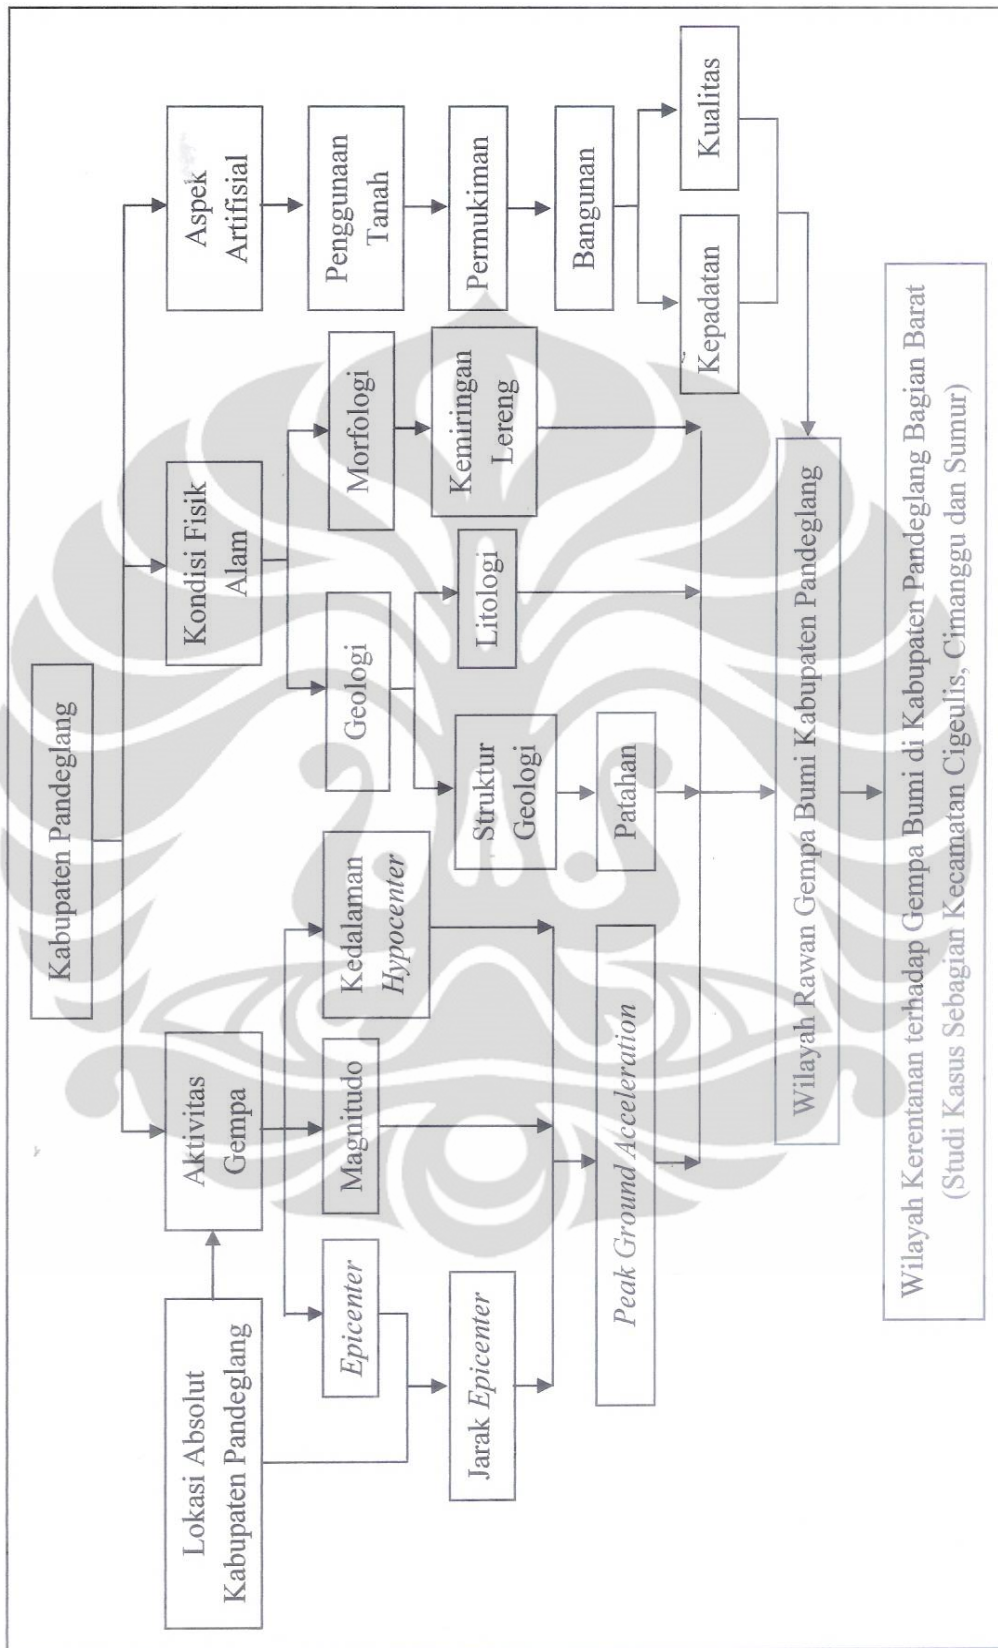 Kabupaten Pandeglang
Lokasi Absolut
Kabupaten Pandeglang
Aktivitas
Gempa
Kondisi Fisik
Alam
Aspek
Artifisial
Epicenter
Magnitudo
Kedalaman
Hypocenter
Geologi
Morfologi
Penggunaan
Tanah
Jarak Epicenter
Struktur
Geologi
Litologi
Kemiringan
Lereng
Permukiman
Patahan
Bangunan
Peak Ground Acceleration
Kepadatan
Kualitas
Wilayah Rawan Gempa Bumi Kabupaten Pandeglang
Wilayah Kerentanan terhadap Gempa Bumi di Kabupaten Pandeglang Bagian Barat
(Studi Kasus Sebagian Kecamatan Cigeulis, Cimanggu dan Sumur)